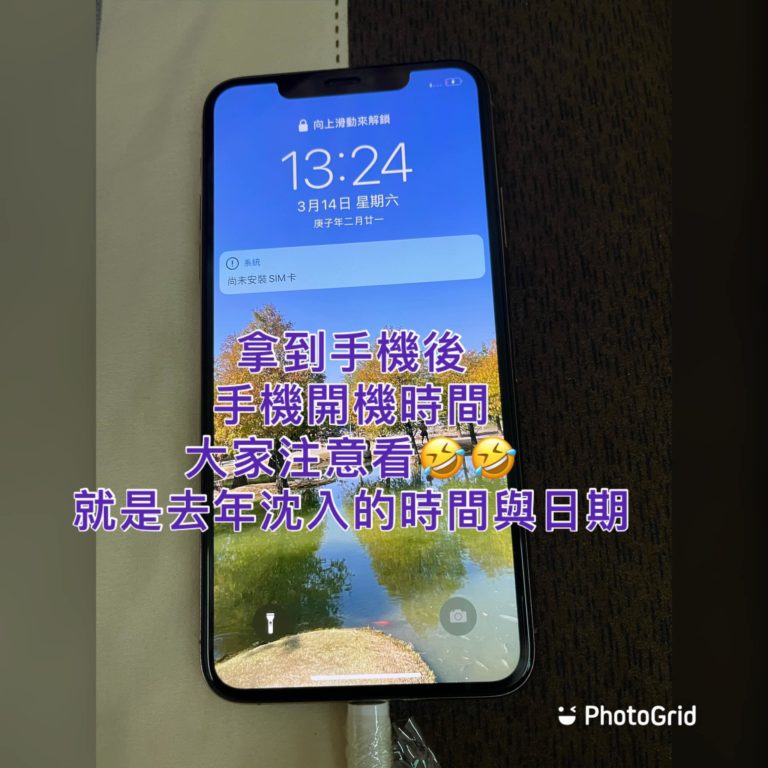 向上滑動來解鎖
13:24
3月14日 星期六
庚子年二月廿一
系統
尚未安裝 SIM 卡
拿到手機後
手機開機時間
大家注意看🤣🤣
就是去年沈入的時間與日期
PhotoGrid